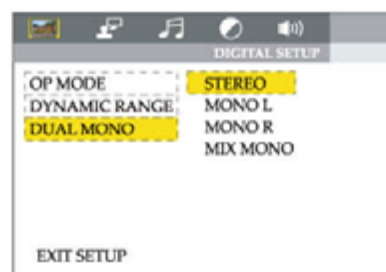 DIGITAL SETUP
OP MODE
DYNAMIC RANGE
DUAL MONO
STEREO
MONO L
MONO R
MIX MONO
EXIT SETUP